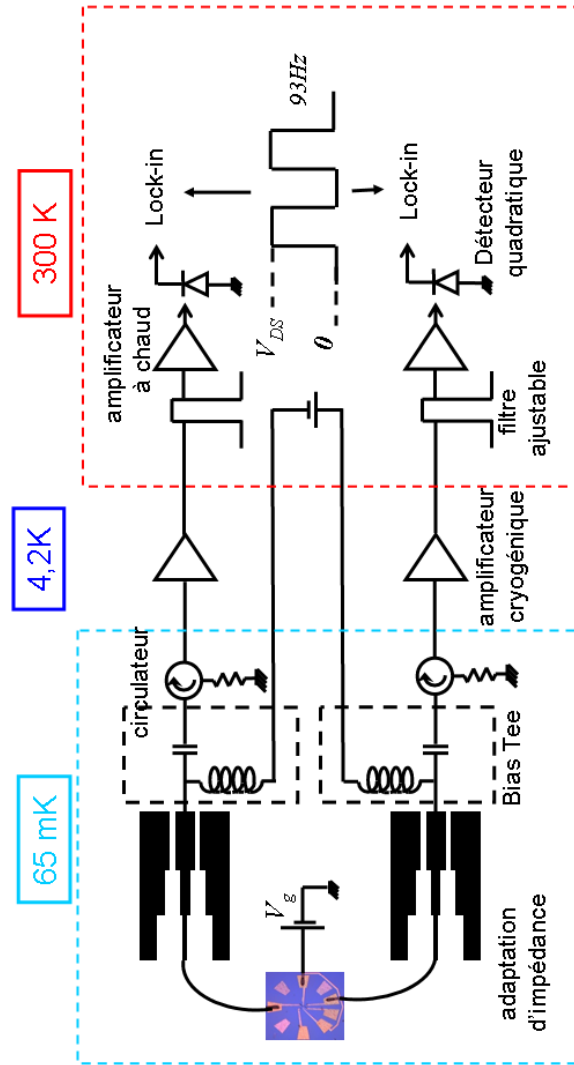 65 mK
4,2K
300 K
circulateur
amplificateur
à chaud
Lock-in
V_DS
0
93Hz
V_g
Lock-in
Détecteur
quadratique
filtre
ajustable
amplificateur
cryogénique
Bias Tee
adaptation
d'impédance